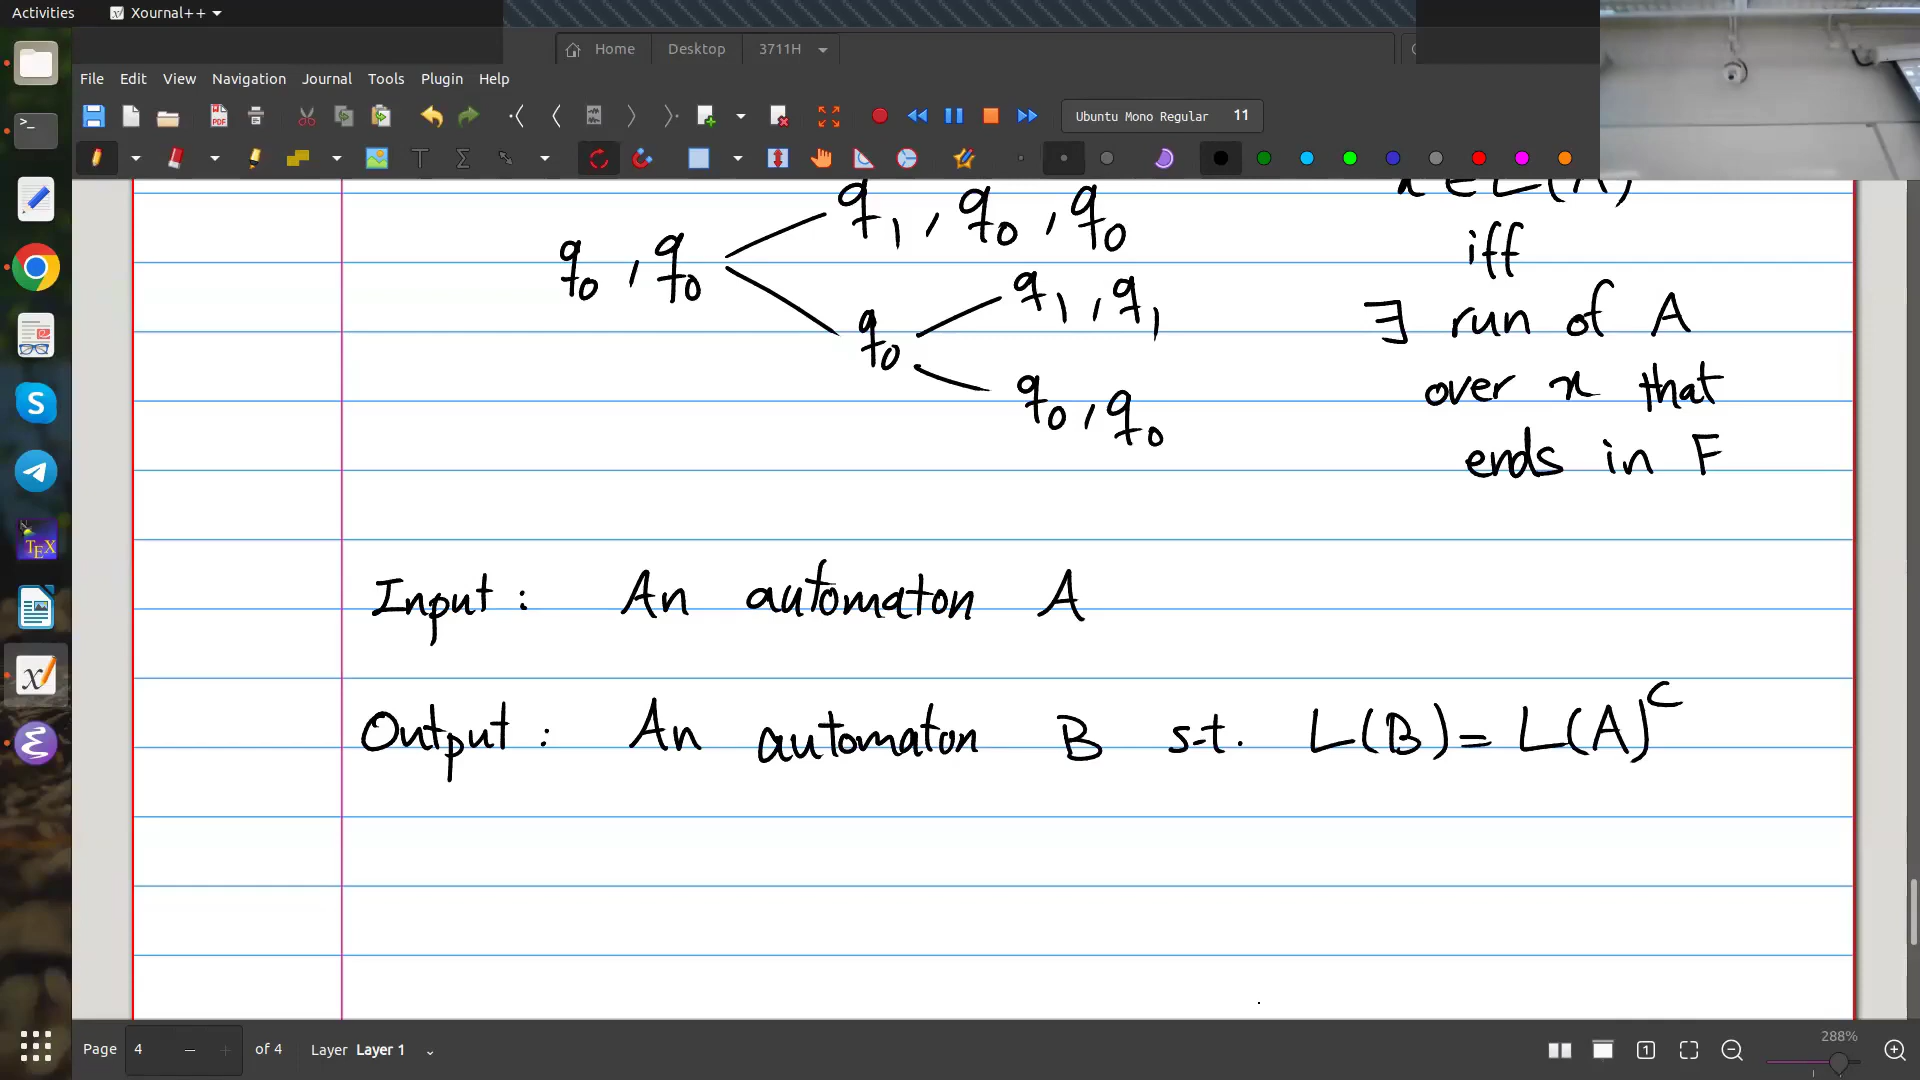 Activities Xournal++
Home Desktop 3711H
File Edit View Navigation Journal Tools Plugin Help
Ubuntu Mono Regular 11
x ∈ L(A)
q₁, q₀, q₀
iff
q₀, q₀
q₁, q₁
∃ run of A
q₀
over x that
q₀, q₀
ends in F
Input: An automaton A
Output: An automaton B s.t. L(B) = L(A)ᶜ
Page 4 of 4 Layer Layer 1
288%